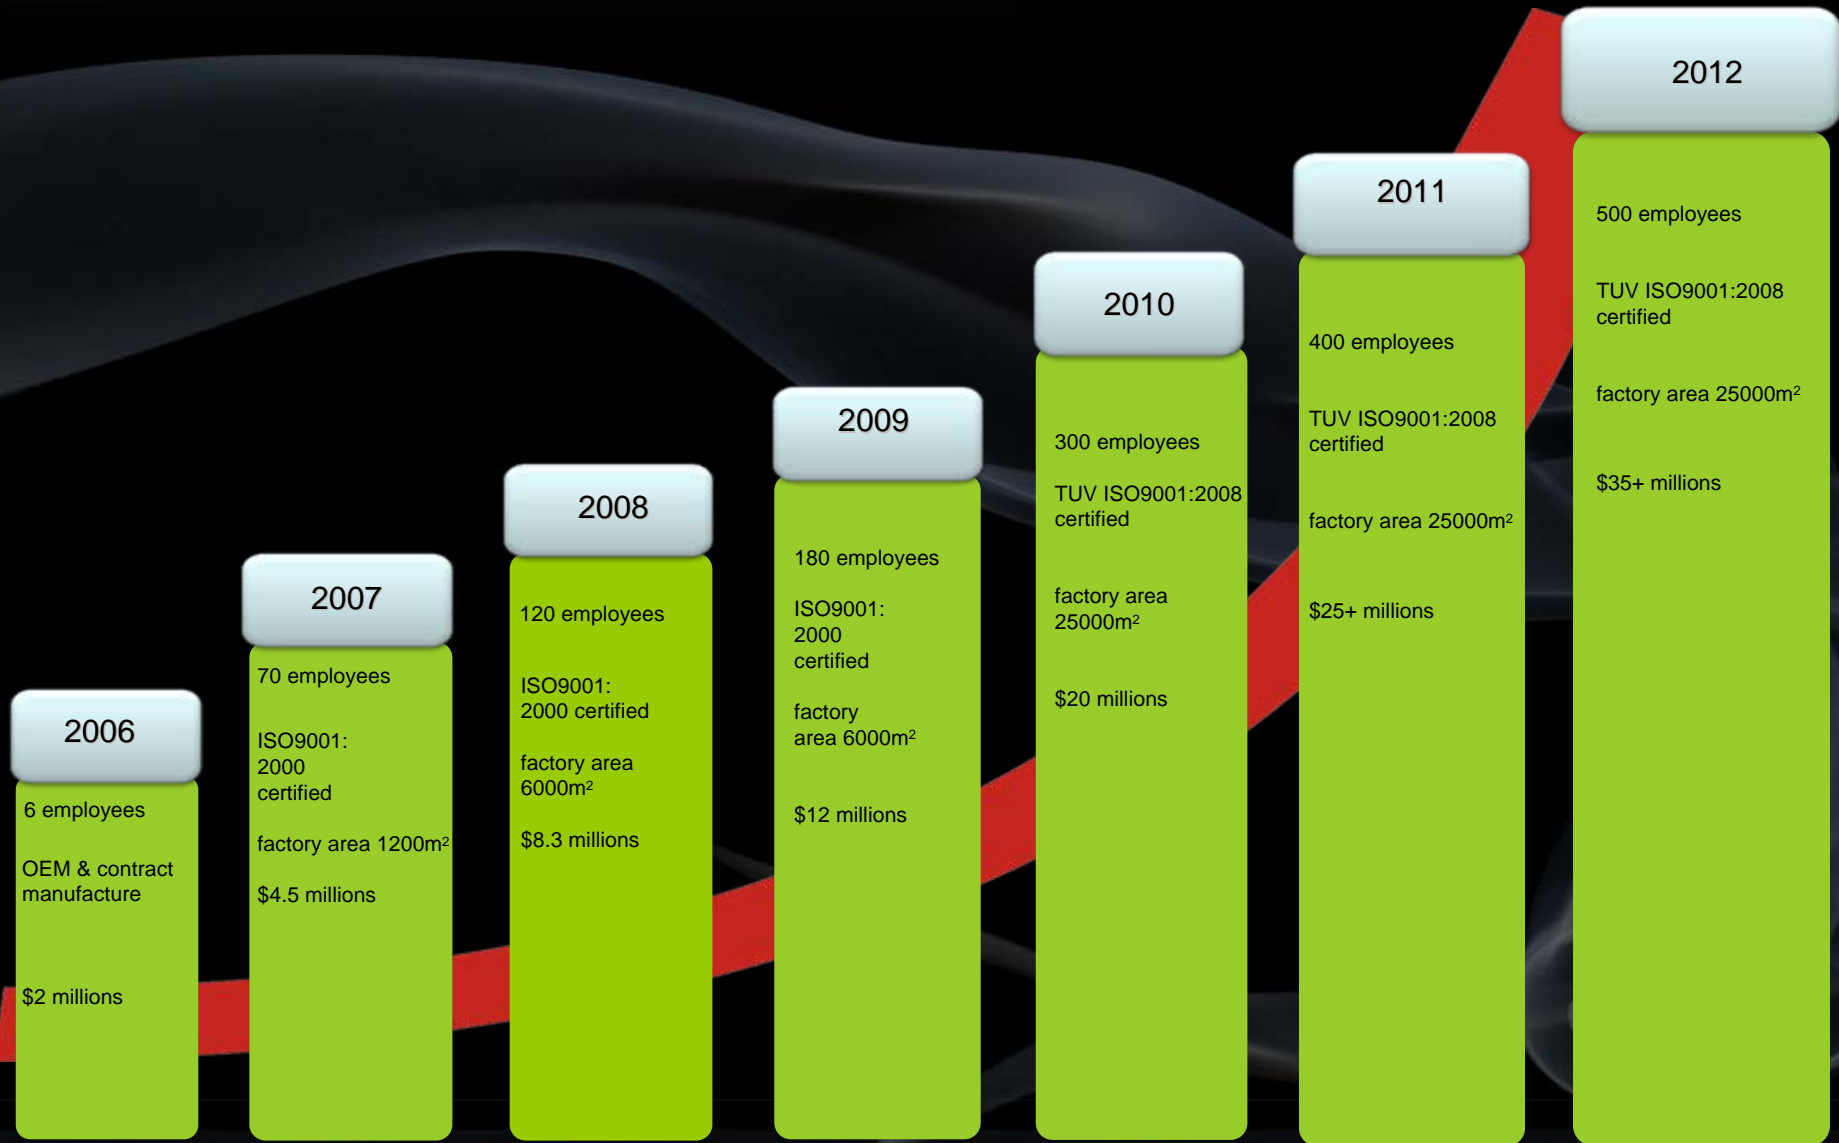 2006
6 employees
OEM & contract
manufacture
$2 millions
2007
70 employees
ISO9001:
2000
certified
factory area 1200m²
$4.5 millions
2008
120 employees
ISO9001:
2000 certified
factory area
6000m²
$8.3 millions
2009
180 employees
ISO9001:
2000
certified
factory
area 6000m²
$12 millions
2010
300 employees
TUV ISO9001:2008
certified
factory area
25000m²
$20 millions
2011
400 employees
TUV ISO9001:2008
certified
factory area 25000m²
$25+ millions
2012
500 employees
TUV ISO9001:2008
certified
factory area 25000m²
$35+ millions